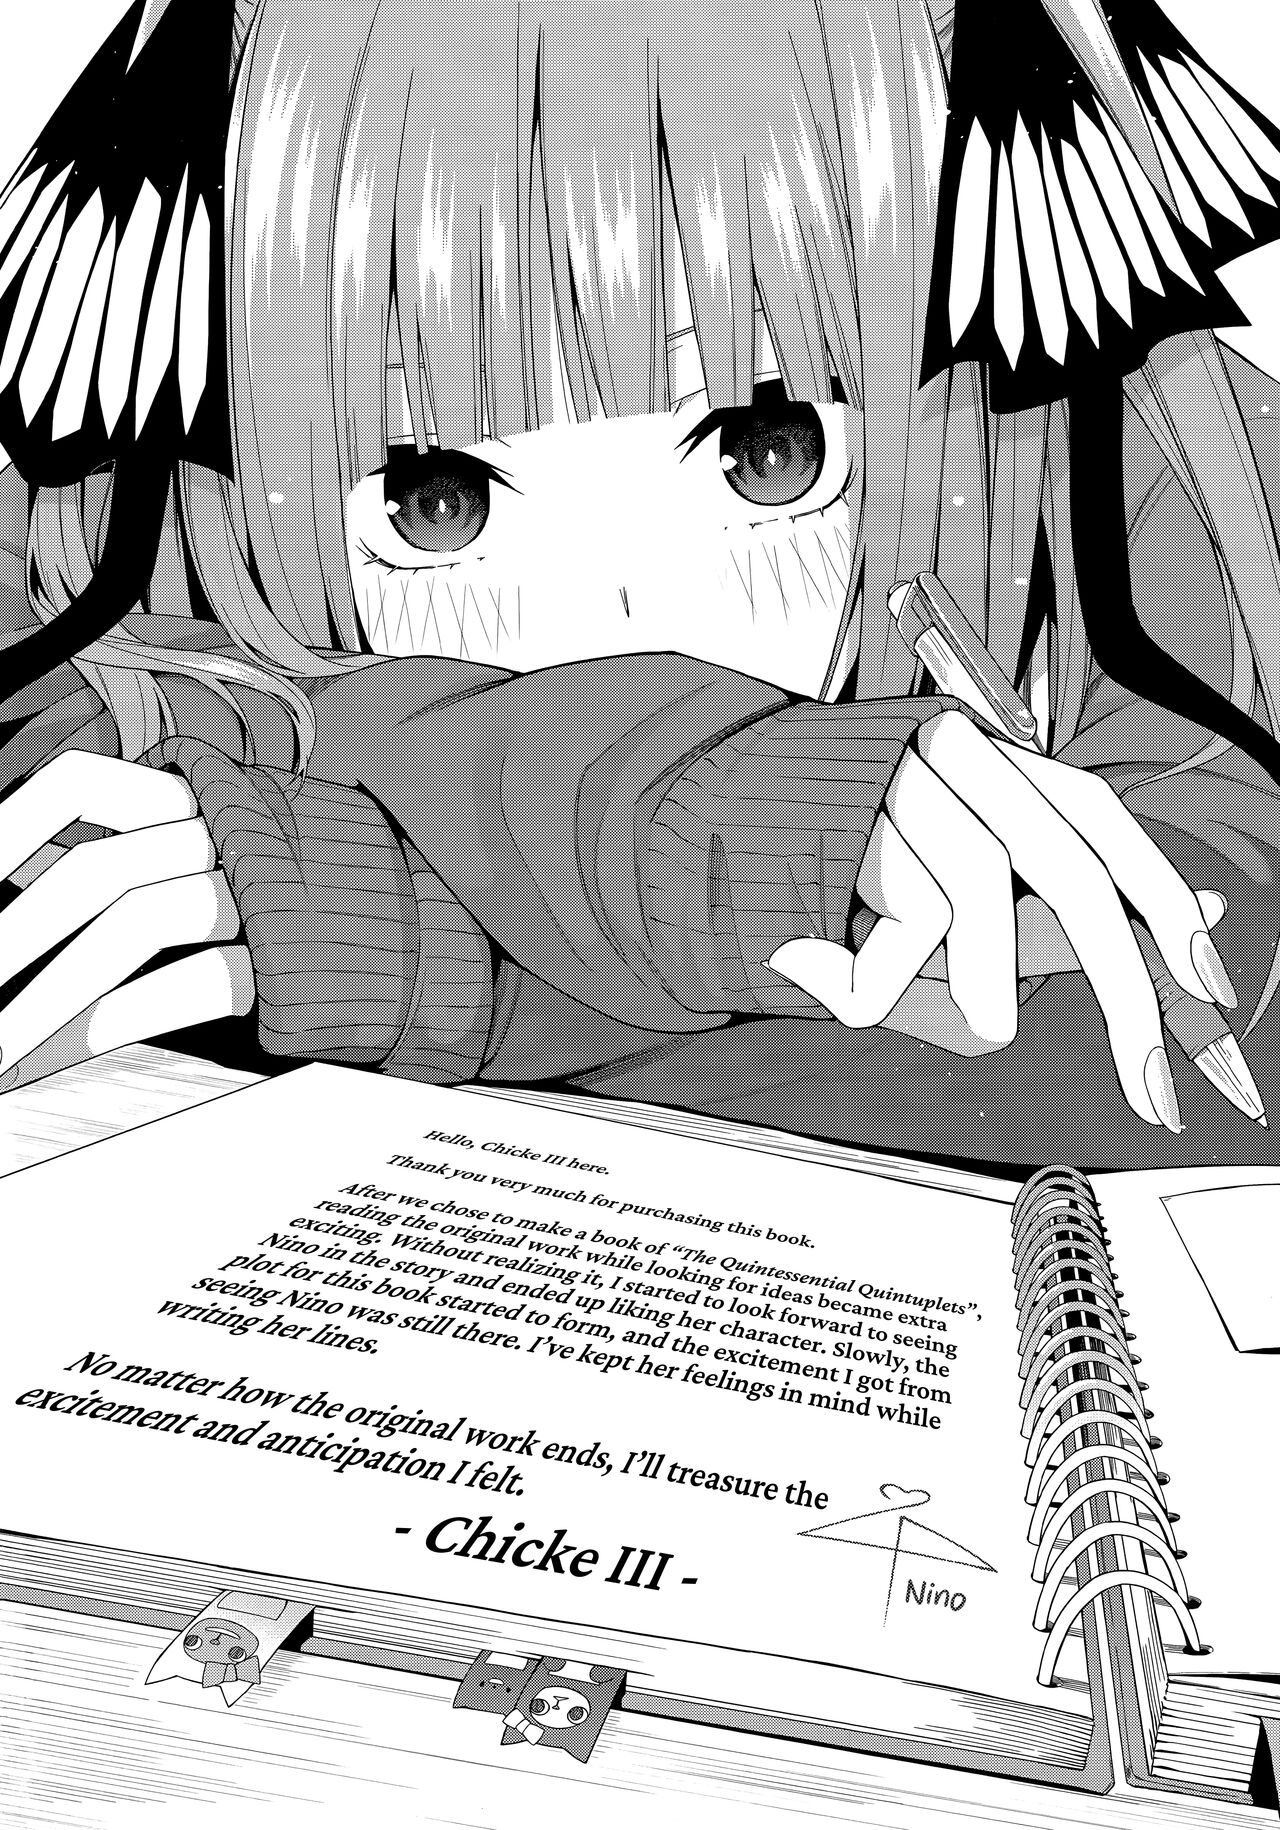 Hello, Chicke III here.
Thank you very much for purchasing this book.
After we chose to make a book of “The Quintessential Quintuplets”,
reading the original work while looking for ideas became extra
exciting. Without realizing it, I started to look forward to seeing
Nino in the story and ended up liking her character. Slowly, the
plot for this book started to form, and the excitement I got from
seeing Nino was still there. I’ve kept her feelings in mind while
writing her lines.
No matter how the original work ends, I’ll treasure the
excitement and anticipation I felt.
- Chicke III -
Nino